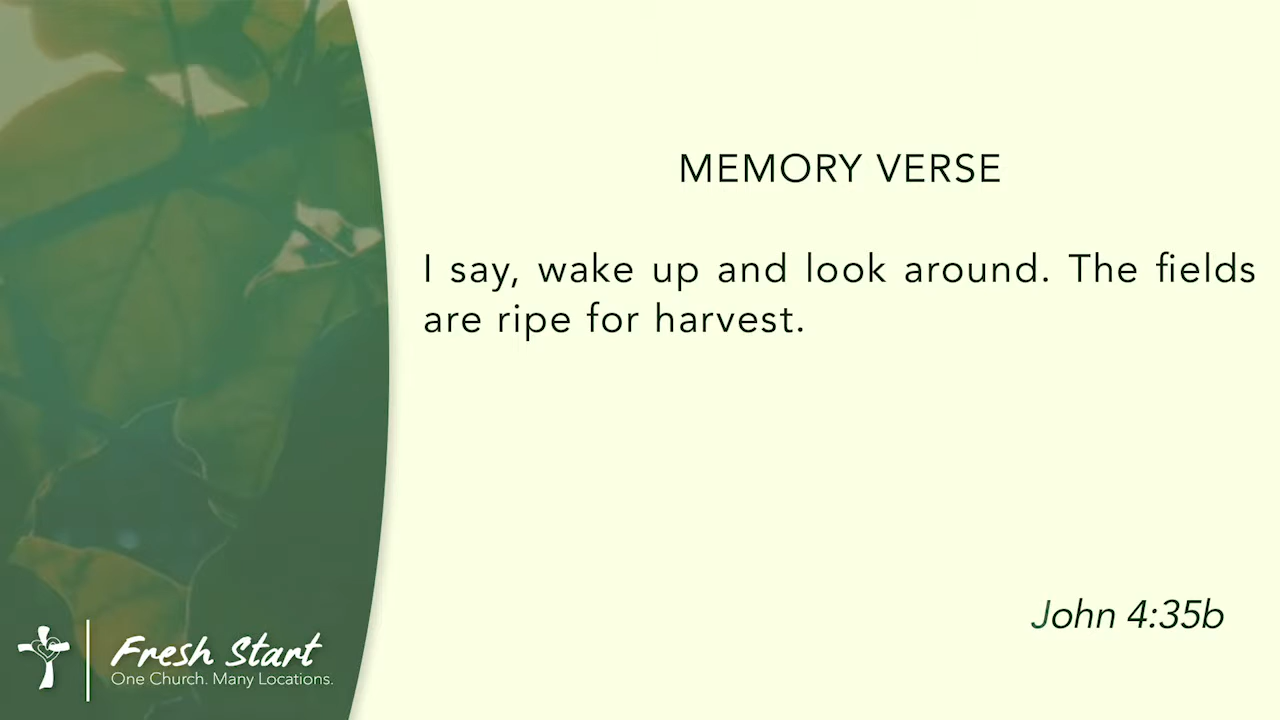 MEMORY VERSE
I say, wake up and look around. The fields
are ripe for harvest.
John 4:35b
Fresh Start
One Church. Many Locations.